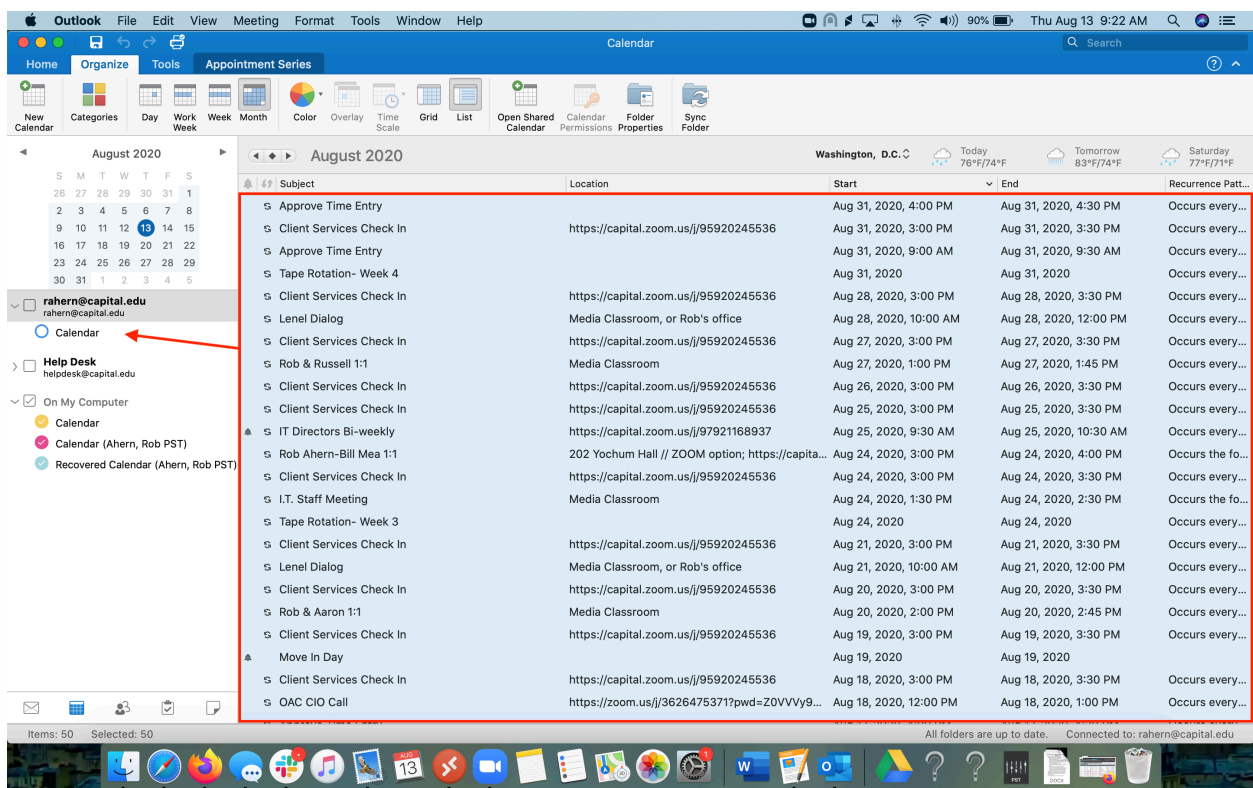 Outlook File Edit View Meeting Format Tools Window Help 90% Thu Aug 13 9:22 AM
Calendar
Search
Home Organize Tools Appointment Series
New Calendar
Categories
Day
Work Week
Week
Month
Color
Overlay
Time Scale
Grid
List
Open Shared Calendar
Calendar Permissions
Folder Properties
Sync Folder
August 2020
S M T W T F S
26 27 28 29 30 31 1
2 3 4 5 6 7 8
9 10 11 12 13 14 15
16 17 18 19 20 21 22
23 24 25 26 27 28 29
30 31 1 2 3 4 5
rahern@capital.edu
rahern@capital.edu
Calendar
Help Desk
helpdesk@capital.edu
On My Computer
Calendar
Calendar (Ahern, Rob PST)
Recovered Calendar (Ahern, Rob PST)
August 2020
Washington, D.C.
Today
76°F/74°F
Tomorrow
83°F/74°F
Saturday
77°F/71°F
Subject Location Start End Recurrence Patt...
Approve Time Entry Aug 31, 2020, 4:00 PM Aug 31, 2020, 4:30 PM Occurs every...
Client Services Check In https://capital.zoom.us/j/95920245536 Aug 31, 2020, 3:00 PM Aug 31, 2020, 3:30 PM Occurs every...
Approve Time Entry Aug 31, 2020, 9:00 AM Aug 31, 2020, 9:30 AM Occurs every...
Tape Rotation- Week 4 Aug 31, 2020 Aug 31, 2020 Occurs every...
Client Services Check In https://capital.zoom.us/j/95920245536 Aug 28, 2020, 3:00 PM Aug 28, 2020, 3:30 PM Occurs every...
Lenel Dialog Media Classroom, or Rob's office Aug 28, 2020, 10:00 AM Aug 28, 2020, 12:00 PM Occurs every...
Client Services Check In https://capital.zoom.us/j/95920245536 Aug 27, 2020, 3:00 PM Aug 27, 2020, 3:30 PM Occurs every...
Rob & Russell 1:1 Media Classroom Aug 27, 2020, 1:00 PM Aug 27, 2020, 1:45 PM Occurs every...
Client Services Check In https://capital.zoom.us/j/95920245536 Aug 26, 2020, 3:00 PM Aug 26, 2020, 3:30 PM Occurs every...
Client Services Check In https://capital.zoom.us/j/95920245536 Aug 25, 2020, 3:00 PM Aug 25, 2020, 3:30 PM Occurs every...
IT Directors Bi-weekly https://capital.zoom.us/j/97921168937 Aug 25, 2020, 9:30 AM Aug 25, 2020, 10:30 AM Occurs every...
Rob Ahern-Bill Mea 1:1 202 Yochum Hall // ZOOM option; https://capita... Aug 24, 2020, 3:00 PM Aug 24, 2020, 4:00 PM Occurs the fo...
Client Services Check In https://capital.zoom.us/j/95920245536 Aug 24, 2020, 3:00 PM Aug 24, 2020, 3:30 PM Occurs every...
I.T. Staff Meeting Media Classroom Aug 24, 2020, 1:30 PM Aug 24, 2020, 2:30 PM Occurs the fo...
Tape Rotation- Week 3 Aug 24, 2020 Aug 24, 2020 Occurs every...
Client Services Check In https://capital.zoom.us/j/95920245536 Aug 21, 2020, 3:00 PM Aug 21, 2020, 3:30 PM Occurs every...
Lenel Dialog Media Classroom, or Rob's office Aug 21, 2020, 10:00 AM Aug 21, 2020, 12:00 PM Occurs every...
Client Services Check In https://capital.zoom.us/j/95920245536 Aug 20, 2020, 3:00 PM Aug 20, 2020, 3:30 PM Occurs every...
Rob & Aaron 1:1 Media Classroom Aug 20, 2020, 2:00 PM Aug 20, 2020, 2:45 PM Occurs every...
Client Services Check In https://capital.zoom.us/j/95920245536 Aug 19, 2020, 3:00 PM Aug 19, 2020, 3:30 PM Occurs every...
Move In Day Aug 19, 2020 Aug 19, 2020
Client Services Check In https://capital.zoom.us/j/95920245536 Aug 18, 2020, 3:00 PM Aug 18, 2020, 3:30 PM Occurs every...
OAC CIO Call https://zoom.us/j/3626475371?pwd=Z0VVVy9... Aug 18, 2020, 12:00 PM Aug 18, 2020, 1:00 PM Occurs every...
Items: 50 Selected: 50 All folders are up to date. Connected to: rahern@capital.edu
AUG
13
1
PST
DOCX